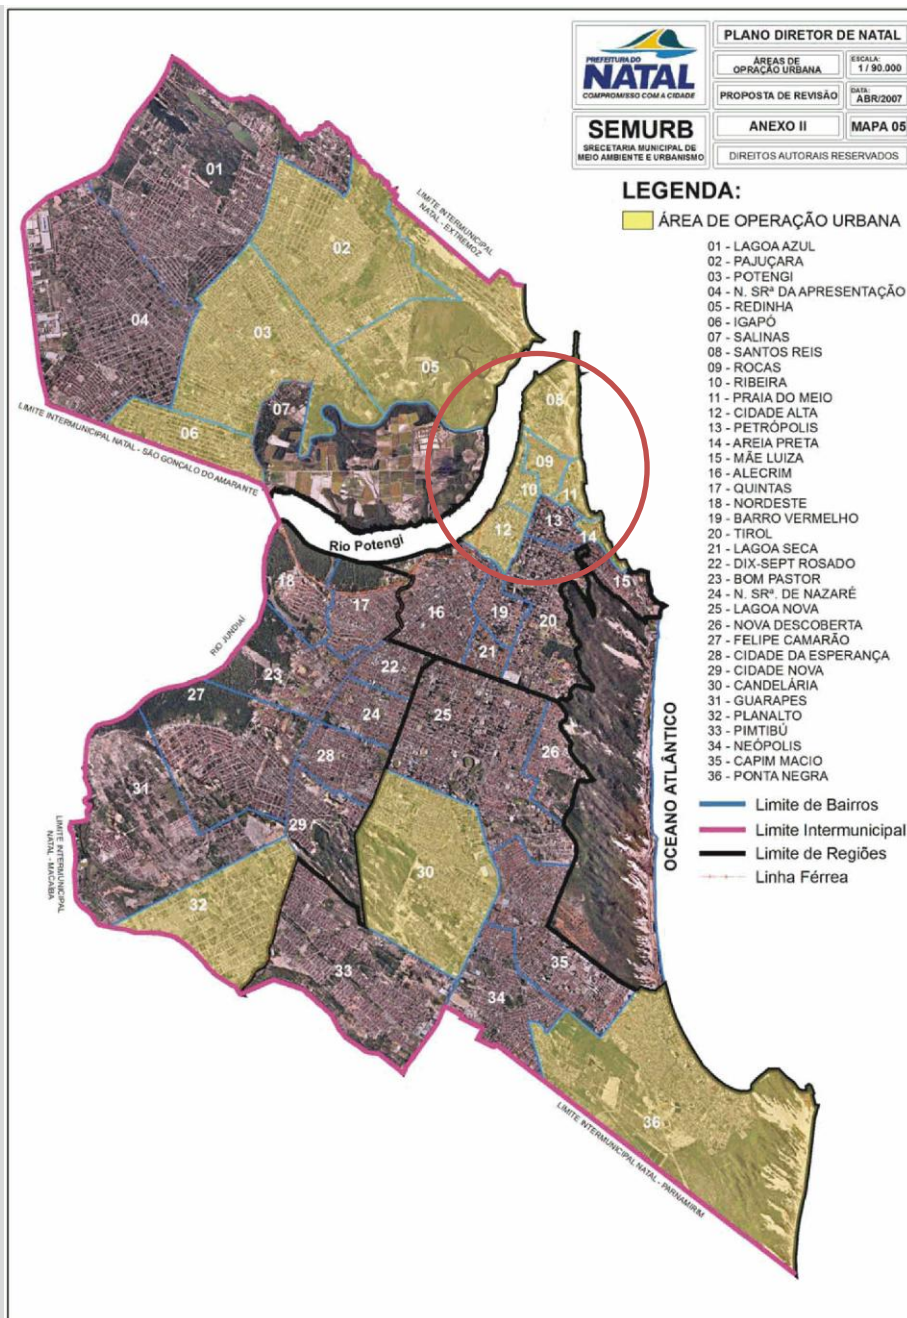 PREFEITURA DO
NATAL
COMPROMISSO COM A CIDADE
SEMURB
SECRETARIA MUNICIPAL DE
MEIO AMBIENTE E URBANISMO
PLANO DIRETOR DE NATAL
ÁREAS DE
OPRAÇÃO URBANA
ESCALA:
1 / 90.000
PROPOSTA DE REVISÃO
DATA:
ABR/2007
ANEXO II
MAPA 05
DIREITOS AUTORAIS RESERVADOS
LEGENDA:
ÁREA DE OPERAÇÃO URBANA
01 - LAGOA AZUL
02 - PAJUÇARA
03 - POTENGI
04 - N. SRª DA APRESENTAÇÃO
05 - REDINHA
06 - IGAPÓ
07 - SALINAS
08 - SANTOS REIS
09 - ROCAS
10 - RIBEIRA
11 - PRAIA DO MEIO
12 - CIDADE ALTA
13 - PETRÓPOLIS
14 - AREIA PRETA
15 - MÃE LUIZA
16 - ALECRIM
17 - QUINTAS
18 - NORDESTE
19 - BARRO VERMELHO
20 - TIROL
21 - LAGOA SECA
22 - DIX-SEPT ROSADO
23 - BOM PASTOR
24 - N. SRª. DE NAZARÉ
25 - LAGOA NOVA
26 - NOVA DESCOBERTA
27 - FELIPE CAMARÃO
28 - CIDADE DA ESPERANÇA
29 - CIDADE NOVA
30 - CANDELÁRIA
31 - GUARAPES
32 - PLANALTO
33 - PIMTIBÚ
34 - NEÓPOLIS
35 - CAPIM MACIO
36 - PONTA NEGRA
Limite de Bairros
Limite Intermunicipal
Limite de Regiões
Linha Férrea
LIMITE INTERMUNICIPAL
NATAL - EXTREMOZ
LIMITE INTERMUNICIPAL NATAL - SÃO GONÇALO DO AMARANTE
Rio Potengi
RIO JUNDIAÍ
LIMITE INTERMUNICIPAL
NATAL - MACAÍBA
OCEANO ATLÂNTICO
LIMITE INTERMUNICIPAL NATAL - PARNAMIRIM
01
02
03
04
05
06
07
08
09
10
11
12
13
14
15
16
17
18
19
20
21
22
23
24
25
26
27
28
29
30
31
32
33
34
35
36